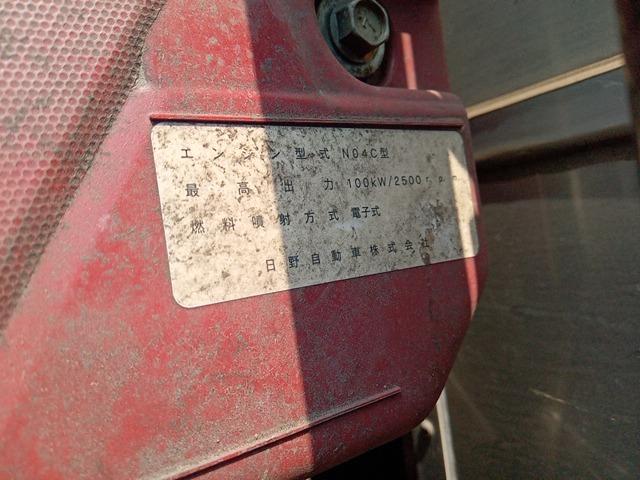 エンジン型式 N04C型
最高出力 100kW/2500r.p.m
燃料噴射方式 電子式
日野自動車株式会社